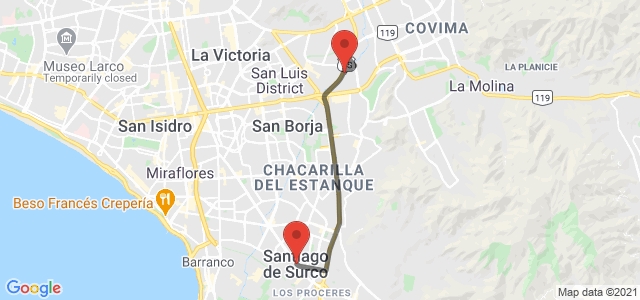 COVIMA
119
La Victoria
Museo Larco
Temporarily closed
San Luis
District
LA PLANICIE
La Molina
119
San Isidro
San Borja
CHACARILLA
DEL ESTANQUE
Miraflores
Beso Francés Crepería
Santiago
de Surco
Barranco
LOS PROCERES
Google
Map data ©2021